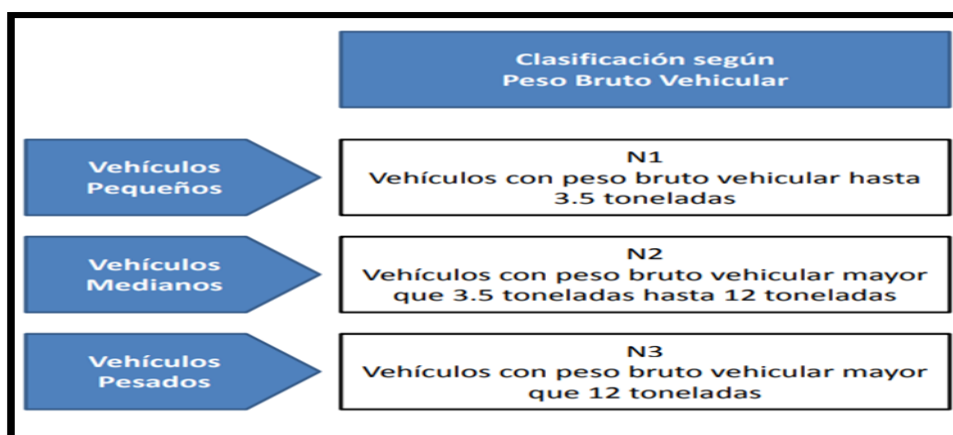 Clasificación según
Peso Bruto Vehicular
Vehículos
Pequeños
N1
Vehículos con peso bruto vehicular hasta
3.5 toneladas
Vehículos
Medianos
N2
Vehículos con peso bruto vehicular mayor
que 3.5 toneladas hasta 12 toneladas
Vehículos
Pesados
N3
Vehículos con peso bruto vehicular mayor
que 12 toneladas